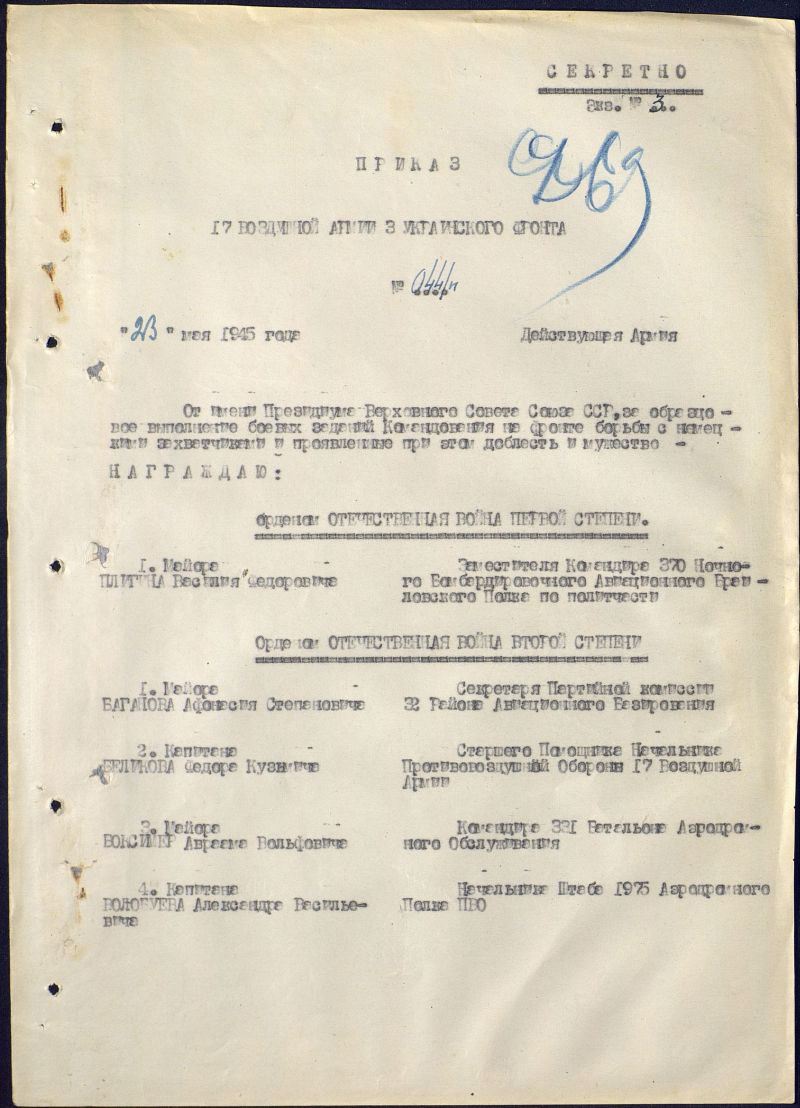 СЕКРЕТНО
Экз. № 3.
ПРИКАЗ
17 ВОЗДУШНОЙ АРМИИ 3 УКРАИНСКОГО ФРОНТА
№ 044/н
"23" мая 1945 года Действующая Армия
От имени Президиума Верховного Совета Союза ССР, за образцо -
вое выполнение боевых заданий Командования на фронте борьбы с немец -
кими захватчиками и проявленные при этом доблесть и мужество -
НАГРАЖДАЮ:
орденом ОТЕЧЕСТВЕННАЯ ВОЙНА ПЕРВОЙ СТЕПЕНИ.
1. Майора Заместителя Командира 370 Ночно-
ПЛИГИНА Василия Федоровича го Бомбардировочного Авиационного Браи -
ловского Полка по политчасти
Орденом ОТЕЧЕСТВЕННАЯ ВОЙНА ВТОРОЙ СТЕПЕНИ
1. Майора Секретаря Партийной комиссии
Афонасия Степановича 32 Района Авиационного Базирования
2. Капитана Старшего Помощника Начальника
БЕЛИКОВА Федора Кузьмича Противовоздушной Обороны 17 Воздушной
Армии
3. Майора Командира 331 Батальона Аэродром-
БОКСИНЕР Авраама Вольфовича ного Обслуживания
4. Капитана Начальника Штаба 1975 Аэродромного
ВОЛОБУЕВА Александра Василье- Полка ПВО
вича